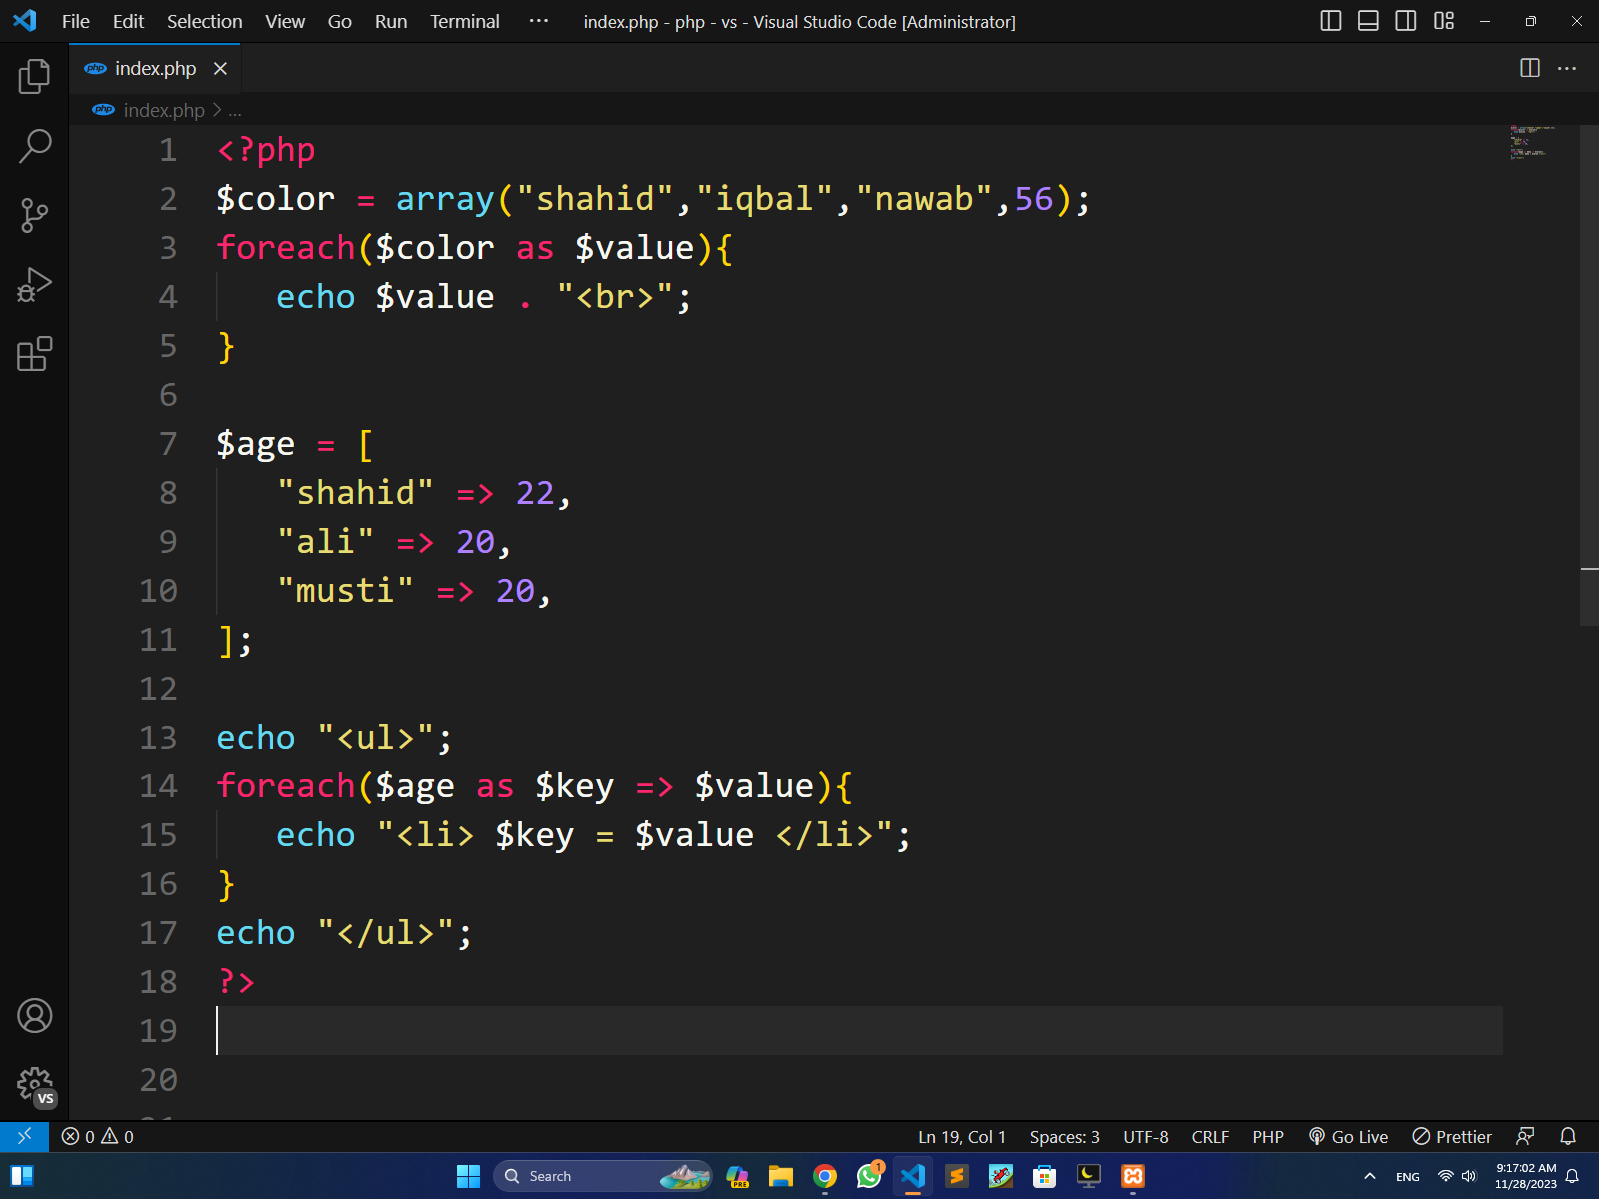 File Edit Selection View Go Run Terminal ··· index.php - php - vs - Visual Studio Code [Administrator]
php index.php
php index.php > ...
1 <?php
2 $color = array("shahid","iqbal","nawab",56);
3 foreach($color as $value){
4    echo $value . "<br>";
5 }
6
7 $age = [
8    "shahid" => 22,
9    "ali" => 20,
10    "musti" => 20,
11 ];
12
13 echo "<ul>";
14 foreach($age as $key => $value){
15    echo "<li> $key = $value </li>";
16 }
17 echo "</ul>";
18 ?>
19
20
VS
0 0 Ln 19, Col 1 Spaces: 3 UTF-8 CRLF PHP Go Live Prettier
Search PRE 1 ENG 9:17:02 AM
11/28/2023